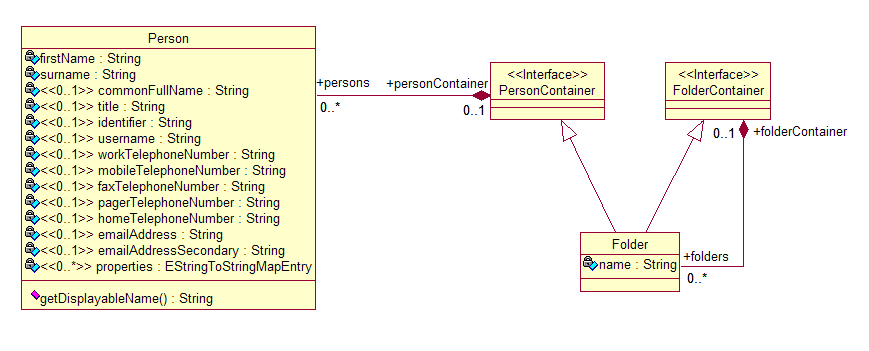 Person
firstName : String
surname : String
<<0..1>> commonFullName : String
<<0..1>> title : String
<<0..1>> identifier : String
<<0..1>> username : String
<<0..1>> workTelephoneNumber : String
<<0..1>> mobileTelephoneNumber : String
<<0..1>> faxTelephoneNumber : String
<<0..1>> pagerTelephoneNumber : String
<<0..1>> homeTelephoneNumber : String
<<0..1>> emailAddress : String
<<0..1>> emailAddressSecondary : String
<<0..*>> properties : EStringToStringMapEntry
getDisplayableName() : String
+persons
0..*
+personContainer
0..1
<<Interface>>
PersonContainer
<<Interface>>
FolderContainer
0..1
+folderContainer
Folder
name : String
+folders
0..*